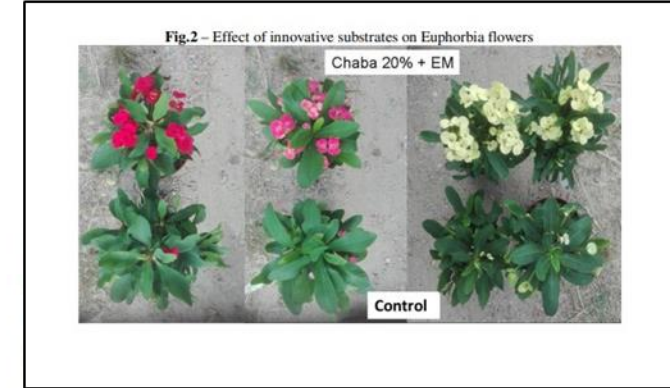 Fig.2 – Effect of innovative substrates on Euphorbia flowers
Chaba 20% + EM
Control